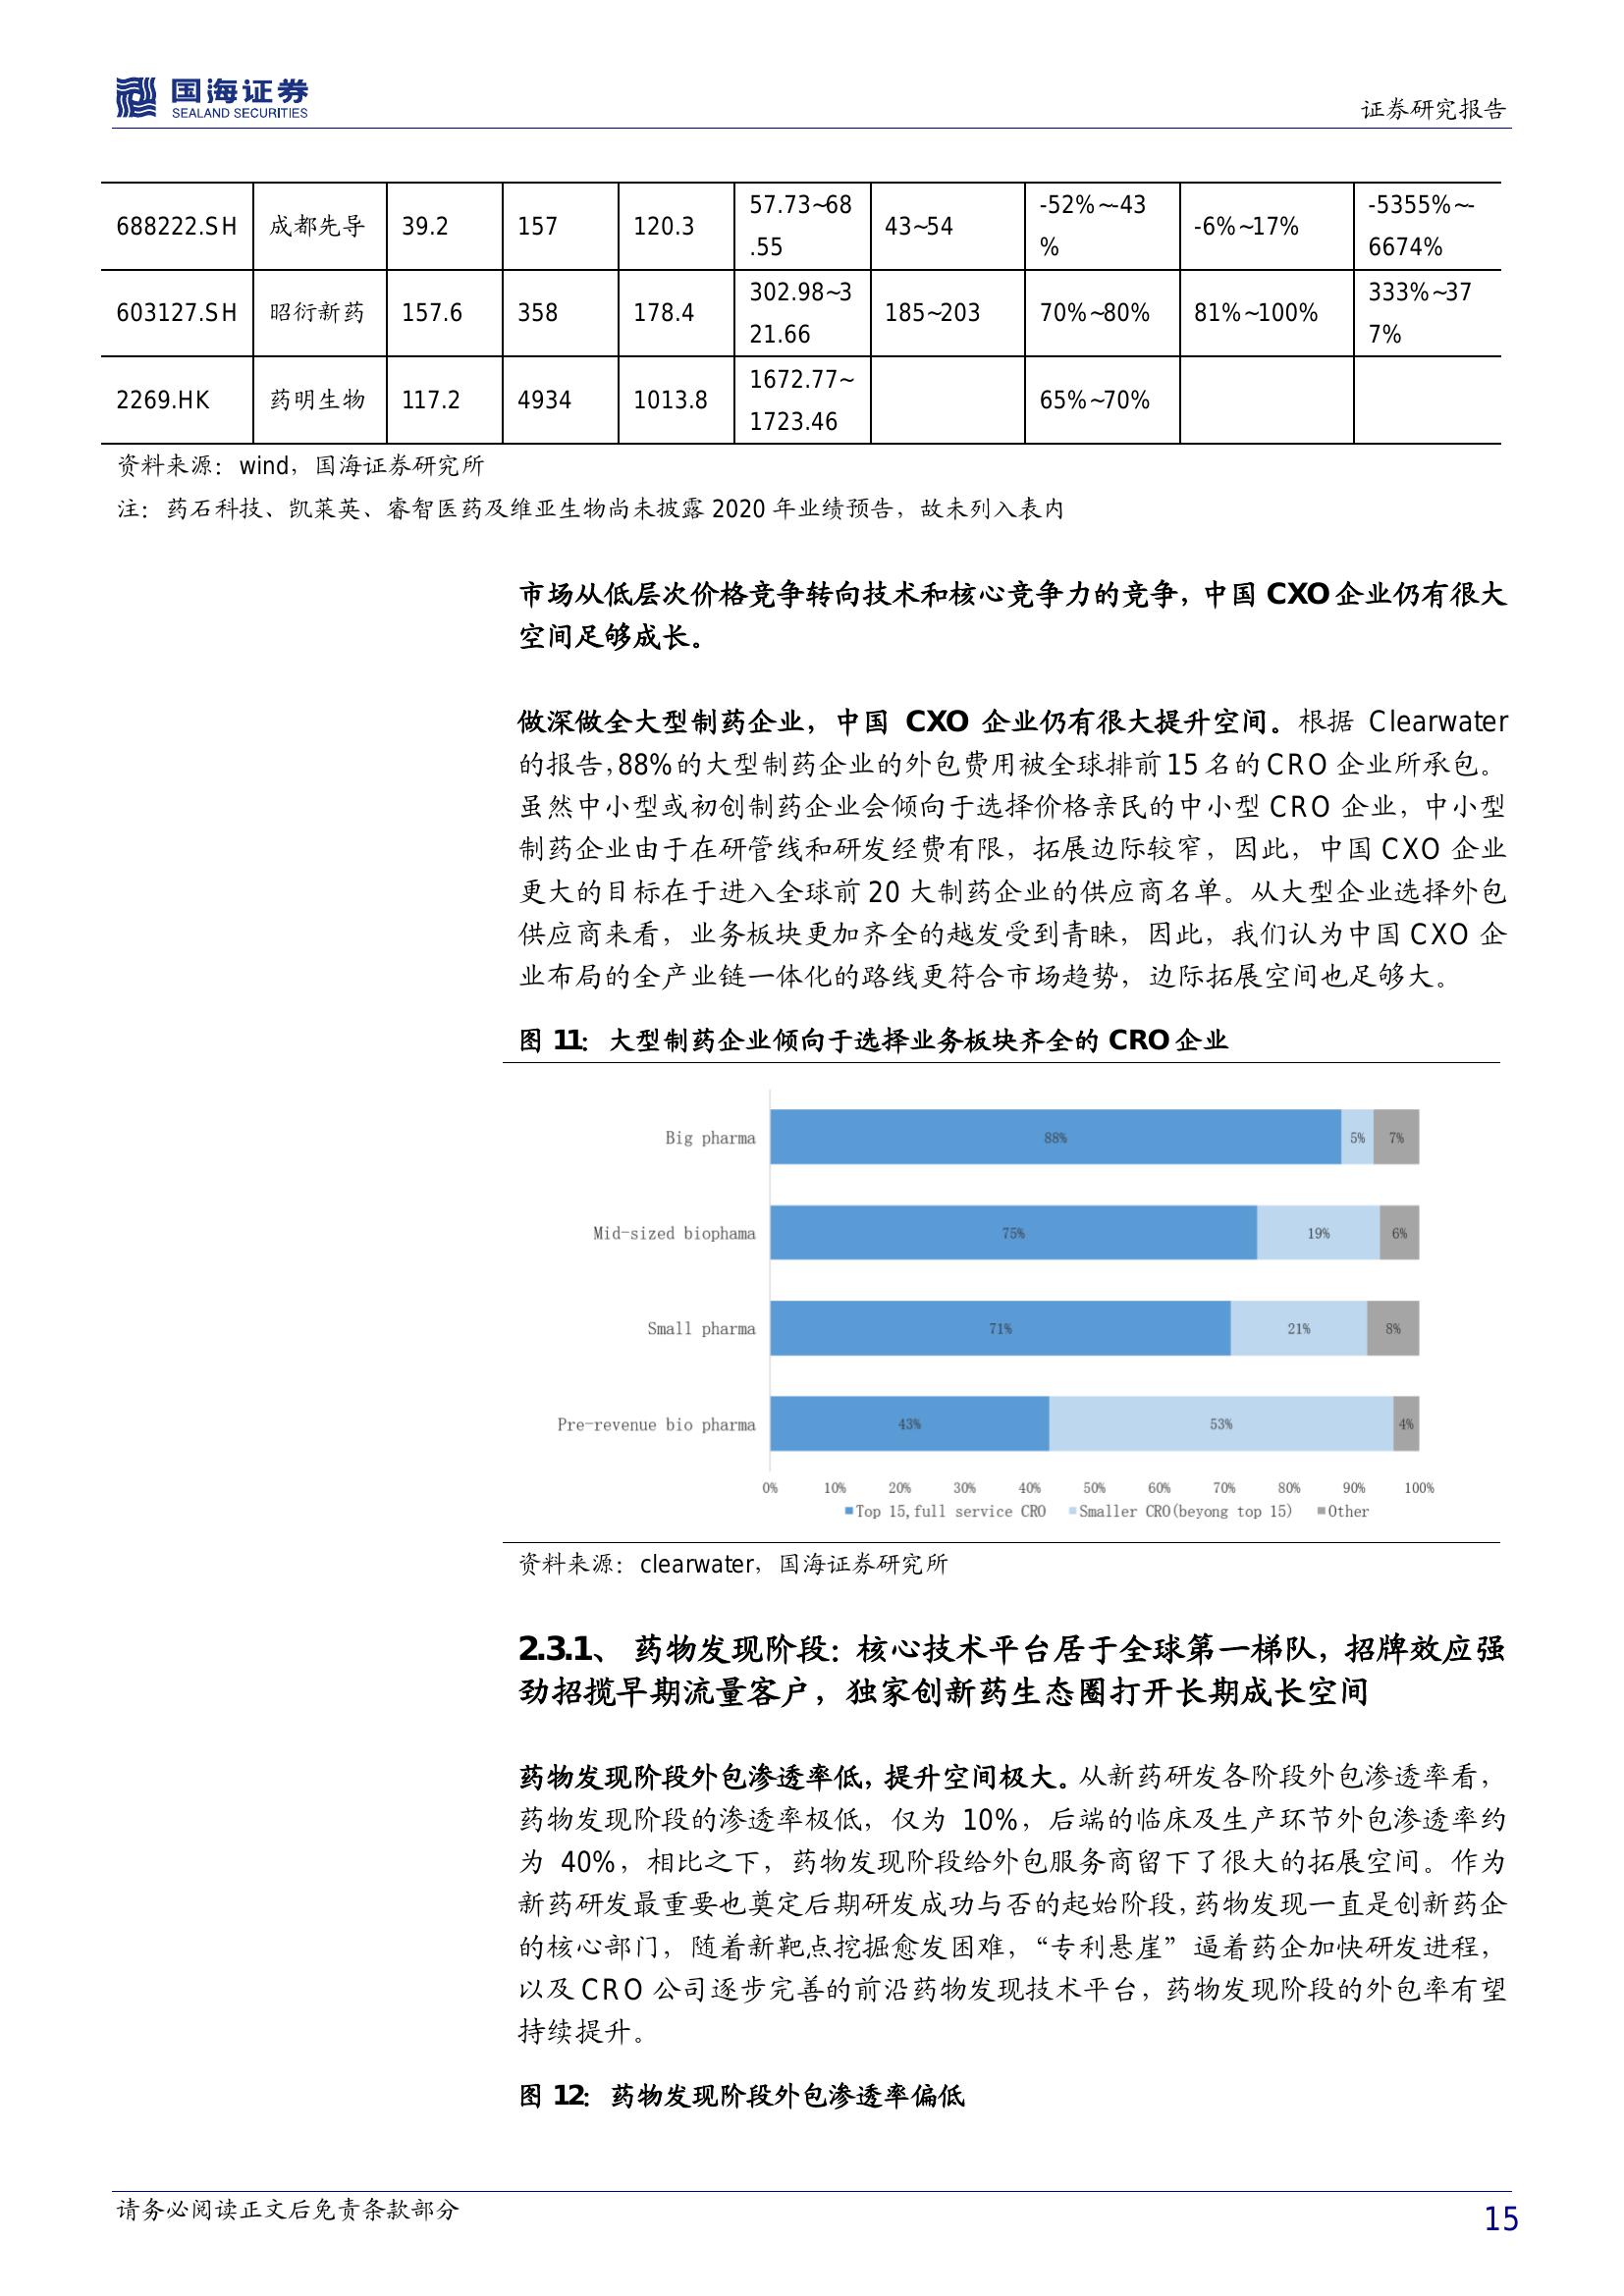 国海证券
SEALAND SECURITIES
证券研究报告
688222.SH 成都先导 39.2 157 120.3 57.73~68.55 43~54 -52%~-43% -6%~17% -5355%~-6674%
603127.SH 昭衍新药 157.6 358 178.4 302.98~321.66 185~203 70%~80% 81%~100% 333%~377%
2269.HK 药明生物 117.2 4934 1013.8 1672.77~1723.46 65%~70%
资料来源：wind，国海证券研究所
注：药石科技、凯莱英、睿智医药及维亚生物尚未披露 2020 年业绩预告，故未列入表内
市场从低层次价格竞争转向技术和核心竞争力的竞争，中国 CXO 企业仍有很大
空间足够成长。
做深做全大型制药企业，中国 CXO 企业仍有很大提升空间。根据 Clearwater
的报告，88%的大型制药企业的外包费用被全球排前 15 名的 CRO 企业所承包。
虽然中小型或初创制药企业会倾向于选择价格亲民的中小型 CRO 企业，中小型
制药企业由于在研管线和研发经费有限，拓展边际较窄，因此，中国 CXO 企业
更大的目标在于进入全球前 20 大制药企业的供应商名单。从大型企业选择外包
供应商来看，业务板块更加齐全的越发受到青睐，因此，我们认为中国 CXO 企
业布局的全产业链一体化的路线更符合市场趋势，边际拓展空间也足够大。
图 11：大型制药企业倾向于选择业务板块齐全的 CRO 企业
Big pharma 88% 5% 7%
Mid-sized biophama 75% 19% 6%
Small pharma 71% 21% 8%
Pre-revenue bio pharma 43% 53% 4%
0% 10% 20% 30% 40% 50% 60% 70% 80% 90% 100%
Top 15,full service CRO Smaller CRO(beyong top 15) Other
资料来源：clearwater，国海证券研究所
2.3.1、 药物发现阶段：核心技术平台居于全球第一梯队，招牌效应强
劲招揽早期流量客户，独家创新药生态圈打开长期成长空间
药物发现阶段外包渗透率低，提升空间极大。从新药研发各阶段外包渗透率看，
药物发现阶段的渗透率极低，仅为 10%，后端的临床及生产环节外包渗透率约
为 40%，相比之下，药物发现阶段给外包服务商留下了很大的拓展空间。作为
新药研发最重要也奠定后期研发成功与否的起始阶段，药物发现一直是创新药企
的核心部门，随着新靶点挖掘愈发困难，“专利悬崖”逼着药企加快研发进程，
以及 CRO 公司逐步完善的前沿药物发现技术平台，药物发现阶段的外包率有望
持续提升。
图 12：药物发现阶段外包渗透率偏低
请务必阅读正文后免责条款部分
15